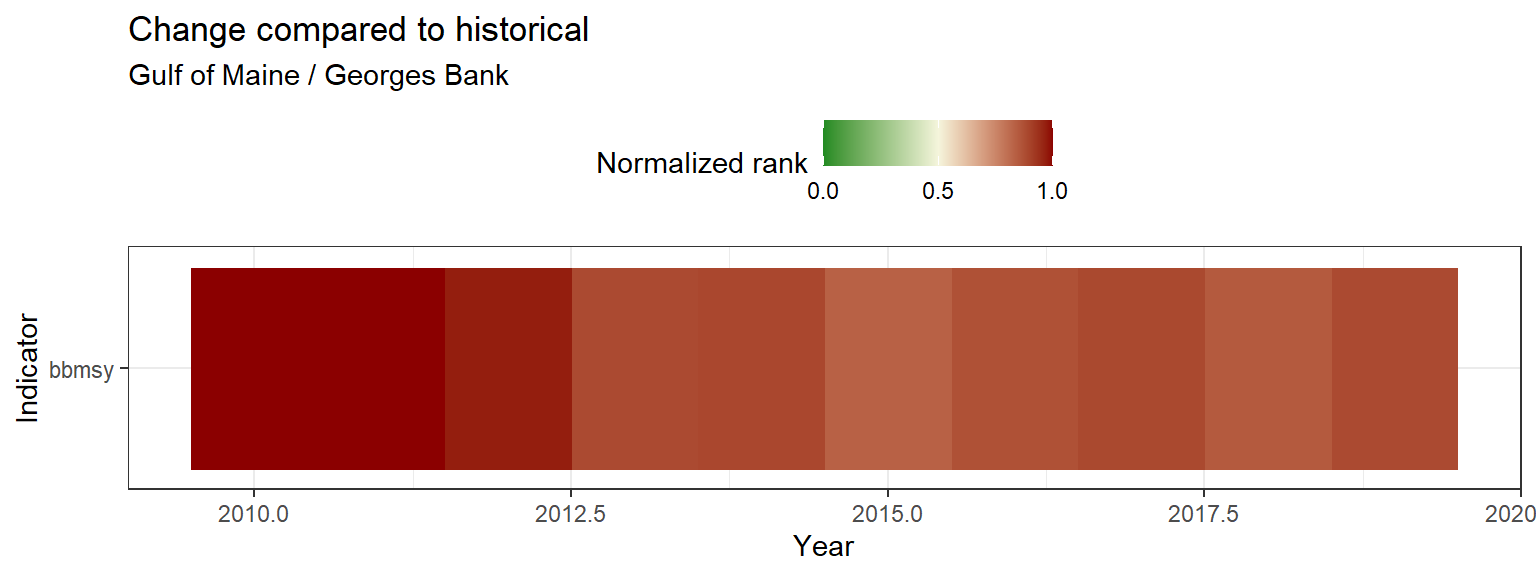 Change compared to historical
Gulf of Maine / Georges Bank
Normalized rank
0.0 0.5 1.0
Indicator
bbmsy
2010.0 2012.5 2015.0 2017.5 2020
Year